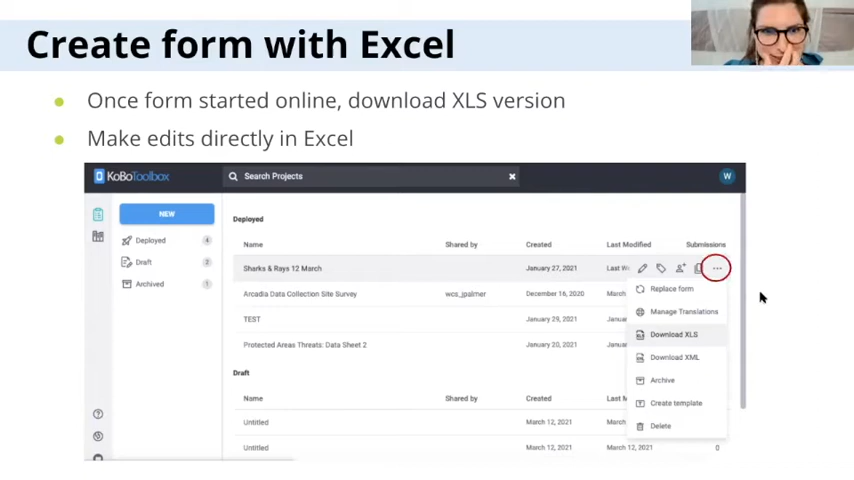 Create form with Excel
Once form started online, download XLS version
Make edits directly in Excel
KoBoToolbox
Search Projects
W
NEW
Deployed 4
Draft 2
Archived 1
Deployed
Name Shared by Created Last Modified Submissions
Sharks & Rays 12 March January 27, 2021
Arcadia Data Collection Site Survey wcs_jpalmer December 16, 2020 March
TEST January 29, 2021 March
Protected Areas Threats: Data Sheet 2 January 20, 2021 March
Replace form
Manage Translations
Download XLS
Download XML
Archive
Create template
Delete
Draft
Name Shared by Created
Untitled March 12, 2021 March
Untitled March 12, 2021 March 12, 2021 0